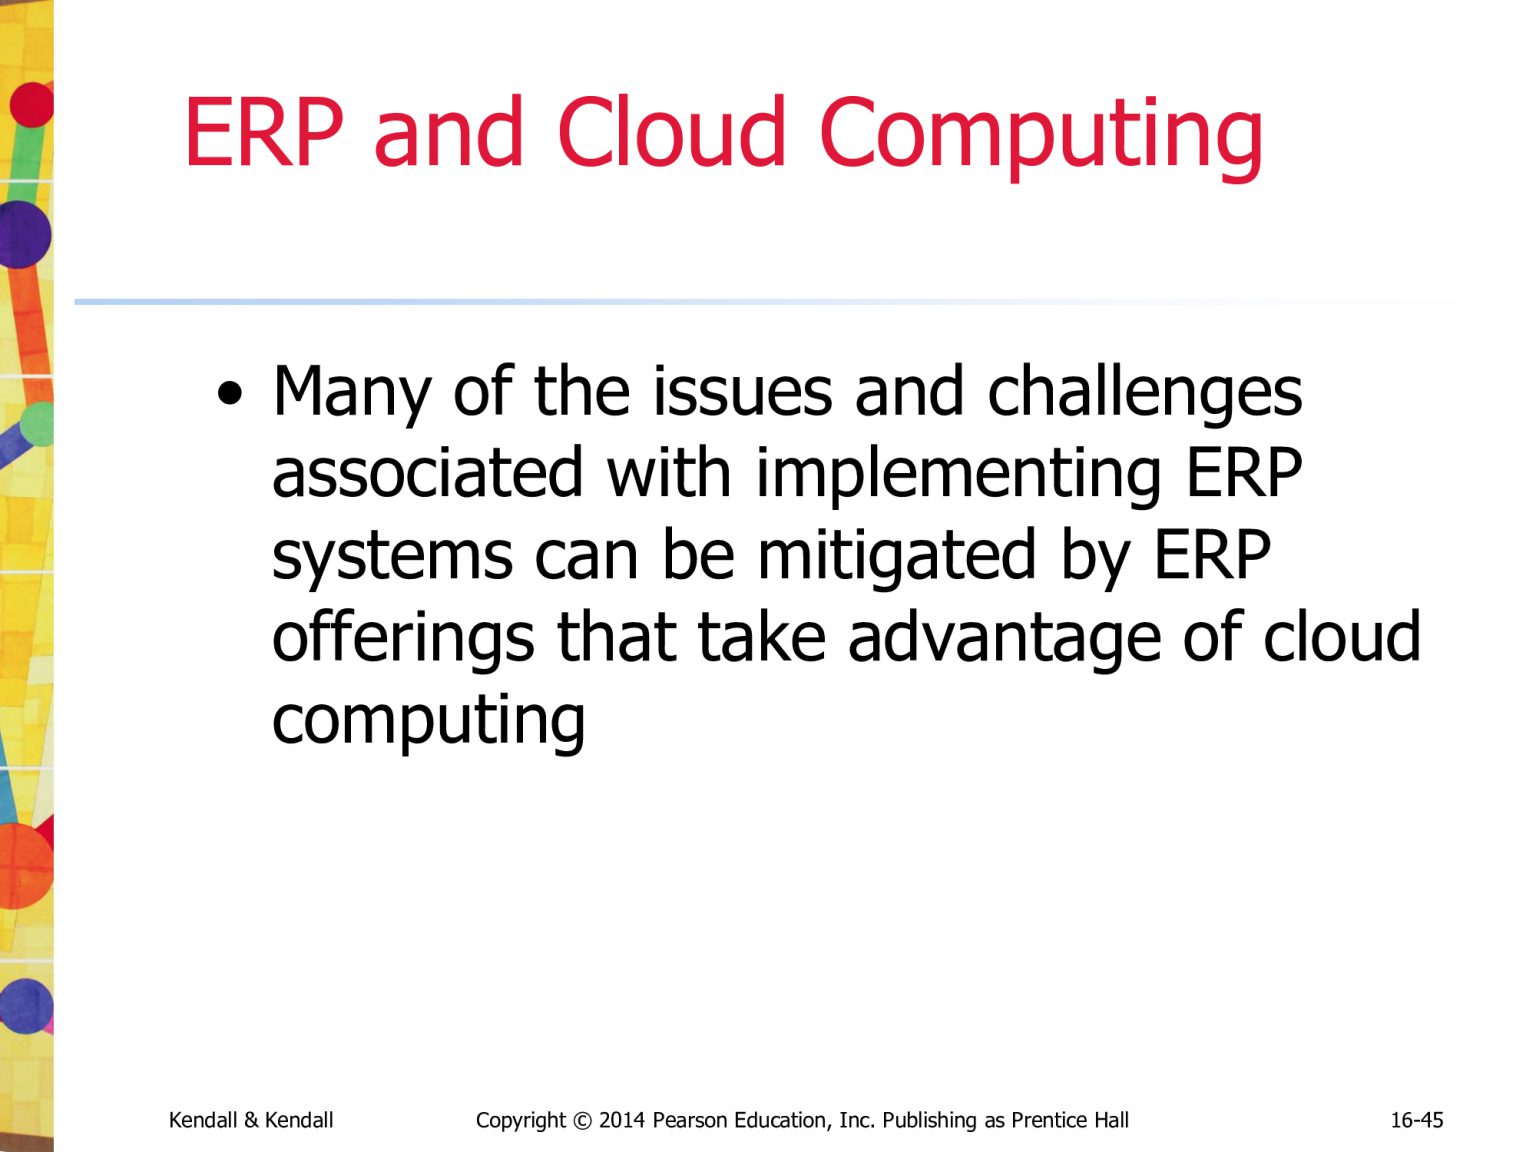 ERP and Cloud Computing
• Many of the issues and challenges
associated with implementing ERP
systems can be mitigated by ERP
offerings that take advantage of cloud
computing
Kendall & Kendall
Copyright © 2014 Pearson Education, Inc. Publishing as Prentice Hall
16-45